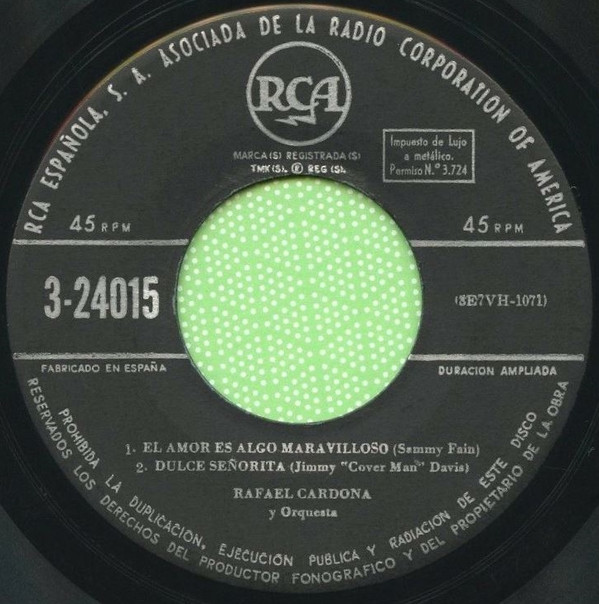 RCA ESPAÑOLA, S. A. ASOCIADA DE LA RADIO CORPORATION OF AMERICA
RCA
MARCA(S) REGISTRADA(S)
TMK(S). ® REG (S).
Impuesto de Lujo
a metálico.
Permiso N.º 3.724
45 RPM
45 RPM
3-24015
(8E7VH-1071)
FABRICADO EN ESPAÑA
DURACION AMPLIADA
1. EL AMOR ES ALGO MARAVILLOSO (Sammy Fain)
2. DULCE SEÑORITA (Jimmy "Cover Man" Davis)
RAFAEL CARDONA
y Orquesta
PROHIBIDA LA DUPLICACION, EJECUCIÓN PUBLICA Y RADIACION DE ESTE DISCO
RESERVADOS LOS DERECHOS DEL PRODUCTOR FONOGRAFICO Y DEL PROPIETARIO DE LA OBRA